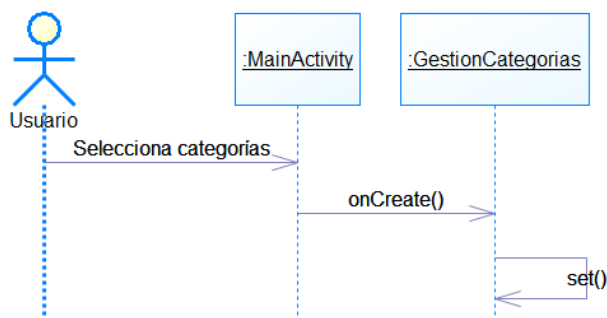 :MainActivity
:GestionCategorias
Usuario
Selecciona categorías
onCreate()
set()